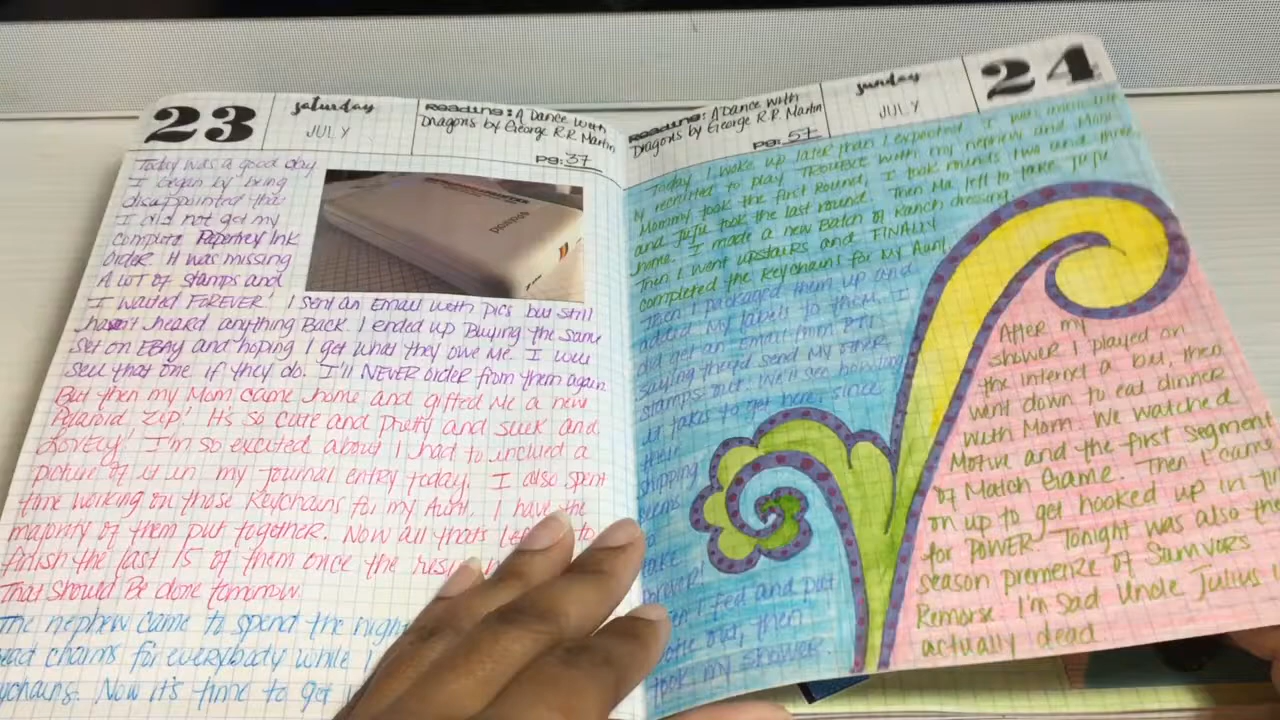 23
saturday
JULY
Reading: A Dance with
Dragons by George R.R. Martin
pg: 37
Today was a good day
I began by being
disappointed that
I did not get my
complete Papertrey Ink
order. It was missing
A LOT of stamps and
I waited FOREVER! I sent an Email with pics but still
haven't heard anything Back. I ended up Buying the same
set on EBAY and hoping I get what they owe me. I will
sell that one if they do. I'll NEVER order from them again
But then my Mom came home and gifted me a new
Polaroid Zip! It's so cute and pretty and sleek and
Lovely! I'm so excited about I had to includ a
picture of it in my journal entry today. I also spent
time working on those Keychains for my Aunt. I have the
majority of them put together. Now all thats left to
finish the last 15 of them once the
That should Be done tomorrow.
The nephew came to spend the night
chains for everybody while I
Now it's time to get
24
sunday
JULY
Reading: A Dance with
Dragons by George R.R. Martin
pg: 57
Today I woke up later than I expected. I was
recruited to play TROUBLE with my nephew and Mom.
Mommy took the first Round, I took rounds two and three
and JuJu took the last round. Then Ma left to take JuJu
home. I made a new Batch of Ranch dressing.
Then I went upstairs and FINALLY
completed the Keychains for my Aunt.
Then I packaged them up and
added My labels to them. I
did get an Email from PTI
saying they'd send My other
stamps out. We'll see how long
it takes to get here, since
their
shipping
seems
to
take
forever!
I fed and put
out, then
took my shower.
After my
shower I played on
the internet a bit, then
went down to eat dinner
with Mom. We watched
Motive and the first segment
of Match Game. Then I came
on up to get hooked up in time
for POWER. Tonight was also the
season premerize of Survivors
Remorse. I'm sad Uncle Julius
actually dead.